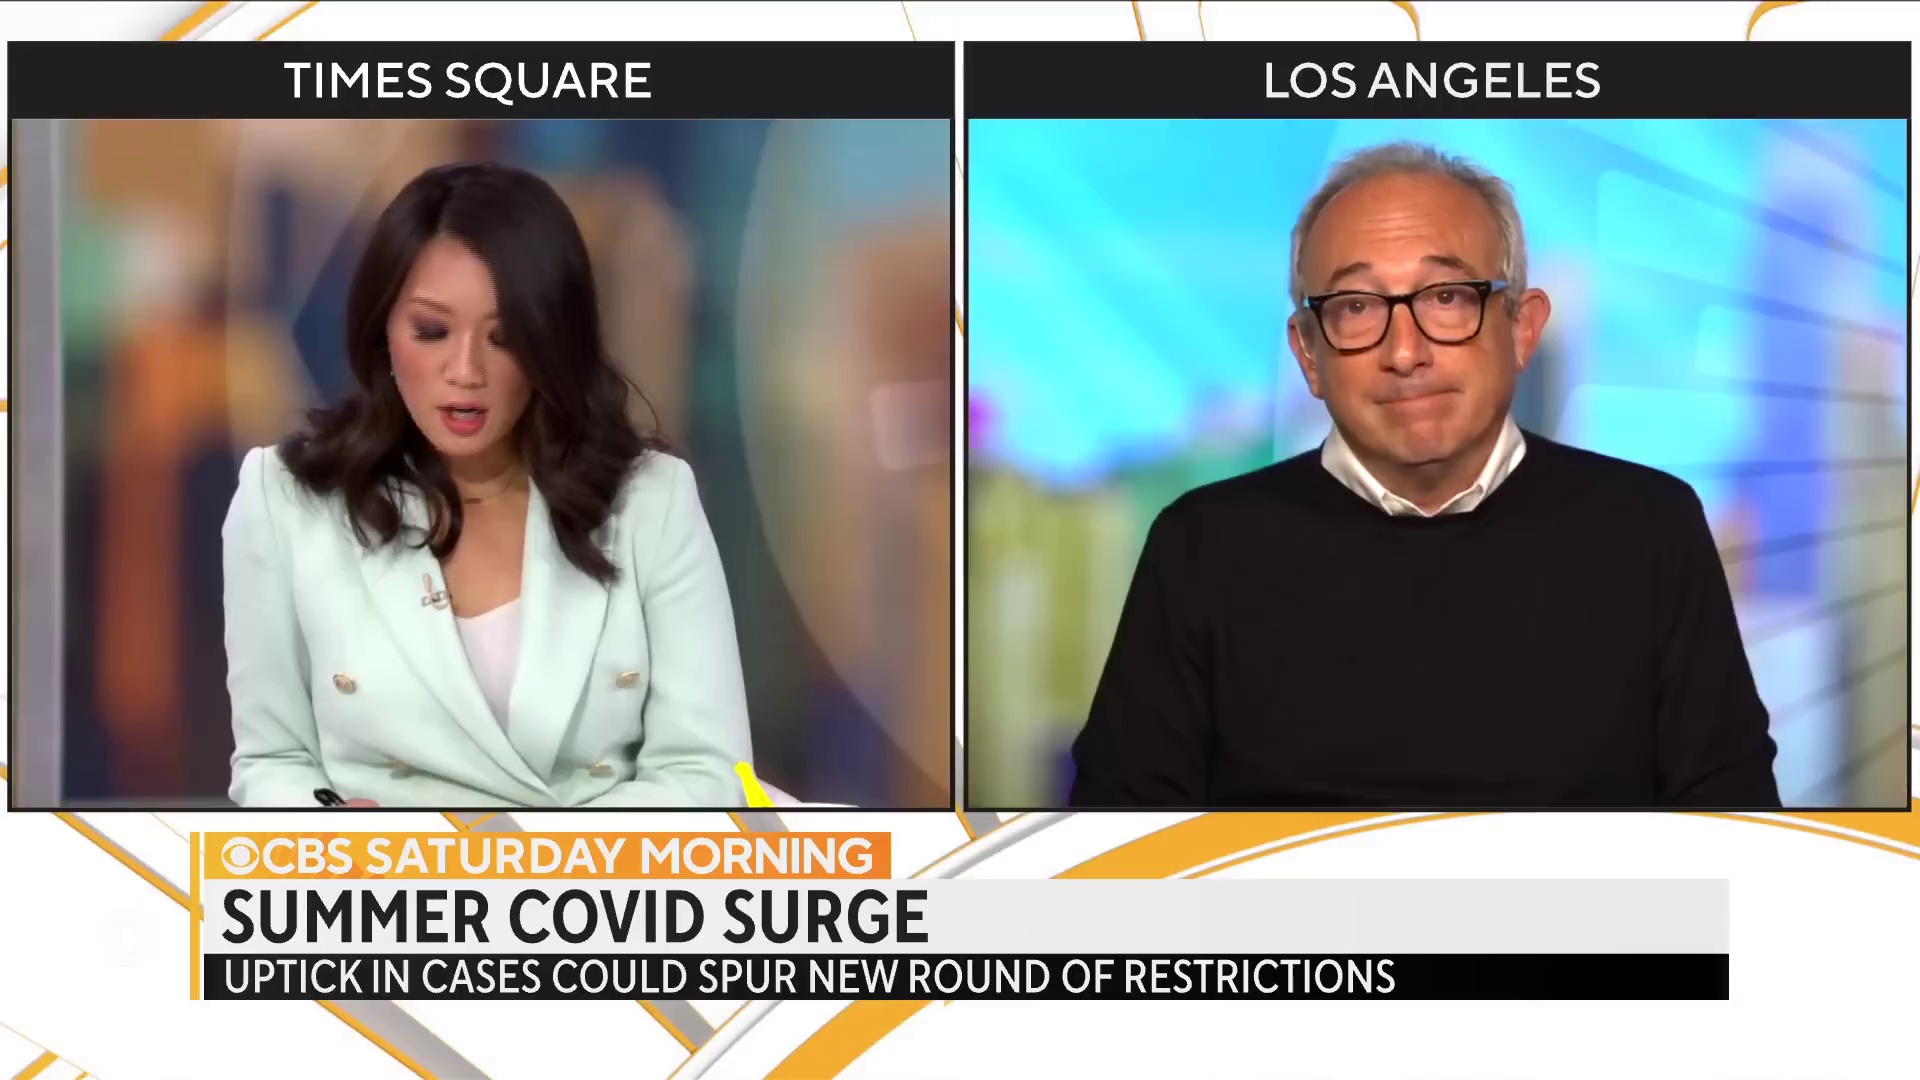 TIMES SQUARE
LOS ANGELES
CBS SATURDAY MORNING
SUMMER COVID SURGE
UPTICK IN CASES COULD SPUR NEW ROUND OF RESTRICTIONS